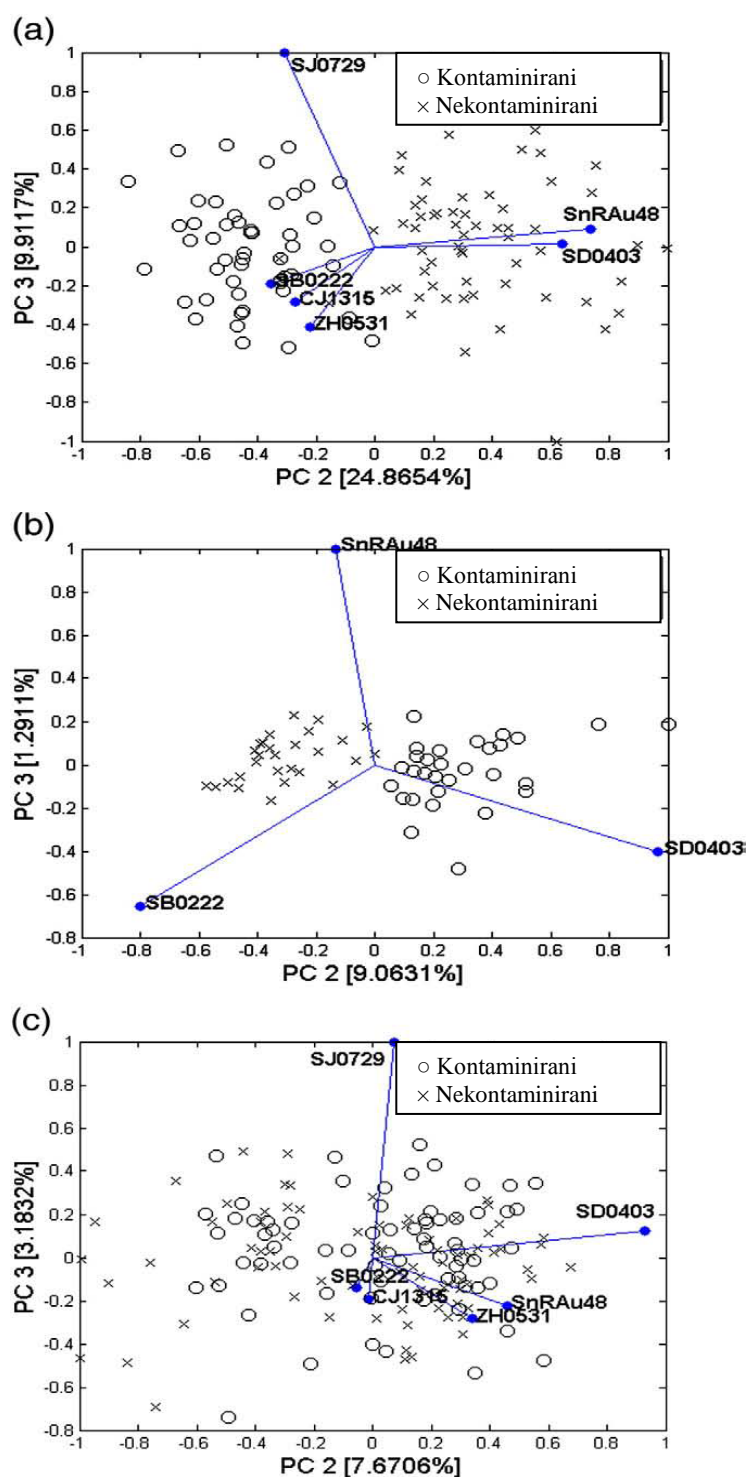 (a)
SJ0729
○ Kontaminirani
× Nekontaminirani
SnRAu48
SD0403
SB0222
CJ1315
ZH0531
1
0.8
0.6
0.4
0.2
0
-0.2
-0.4
-0.6
-0.8
-1
PC 3 [9.9117%]
-1 -0.8 -0.6 -0.4 -0.2 0 0.2 0.4 0.6 0.8 1
PC 2 [24.8654%]
(b)
SnRAu48
○ Kontaminirani
× Nekontaminirani
SD0403
SB0222
1
0.8
0.6
0.4
0.2
0
-0.2
-0.4
-0.6
-0.8
PC 3 [1.2911%]
-1 -0.8 -0.6 -0.4 -0.2 0 0.2 0.4 0.6 0.8 1
PC 2 [9.0631%]
(c)
SJ0729
○ Kontaminirani
× Nekontaminirani
SD0403
SB0222
CJ1315
SnRAu48
ZH0531
1
0.8
0.6
0.4
0.2
0
-0.2
-0.4
-0.6
-0.8
PC 3 [3.1832%]
-1 -0.8 -0.6 -0.4 -0.2 0 0.2 0.4 0.6 0.8 1
PC 2 [7.6706%]